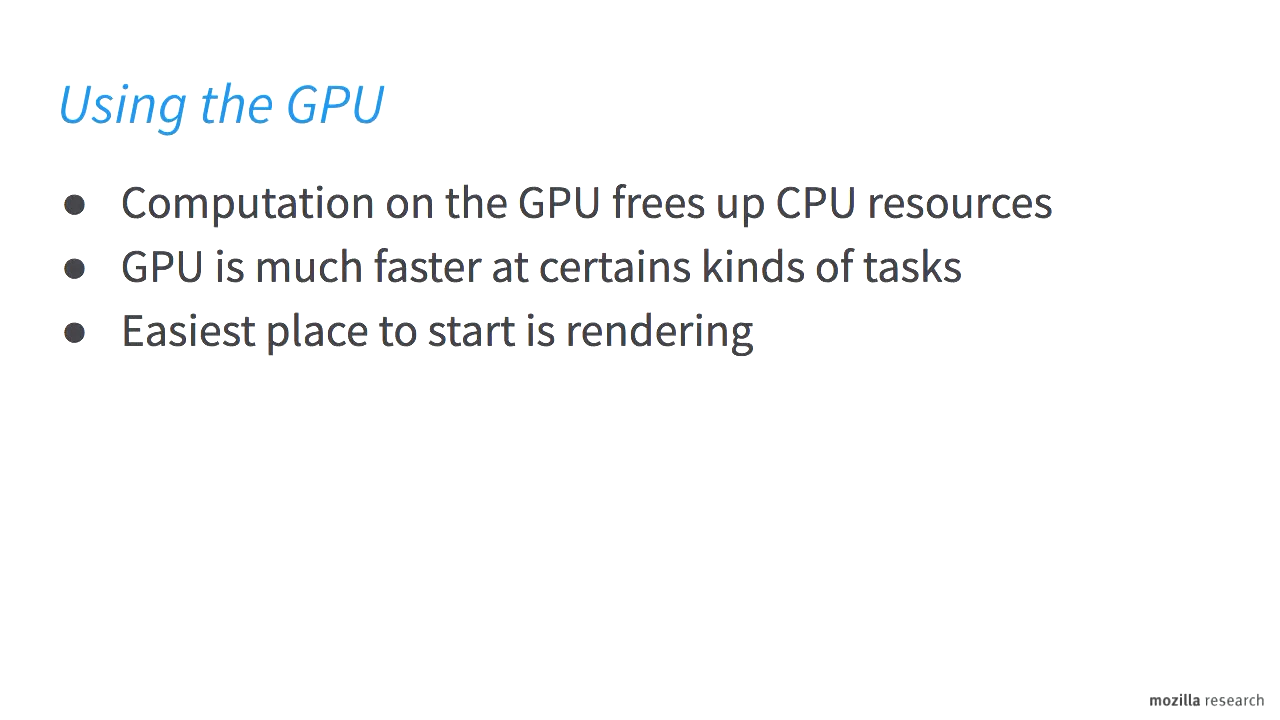 Using the GPU
● Computation on the GPU frees up CPU resources
● GPU is much faster at certains kinds of tasks
● Easiest place to start is rendering
mozilla research